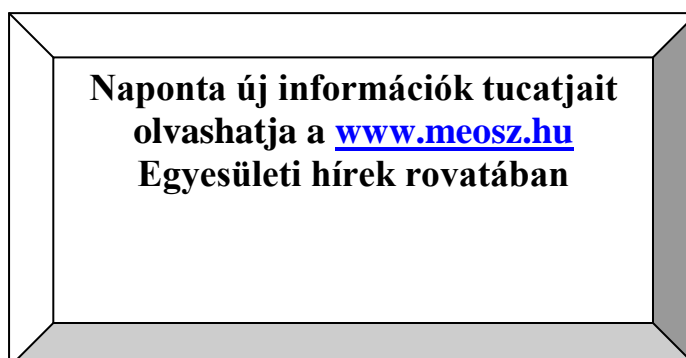 Naponta új információk tucatjait
olvashatja a www.meosz.hu
Egyesületi hírek rovatában